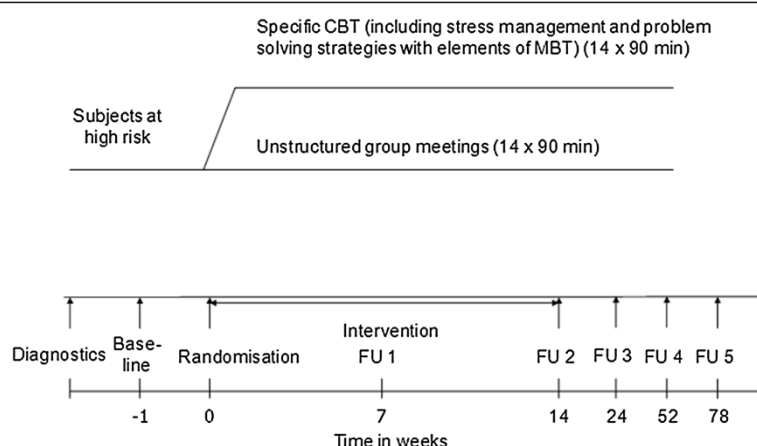 Specific CBT (including stress management and problem
solving strategies with elements of MBT) (14 x 90 min)
Subjects at
high risk
Unstructured group meetings (14 x 90 min)
Diagnostics
Base-
line
Randomisation
Intervention
FU 1
FU 2
FU 3
FU 4
FU 5
-1
0
7
14
24
52
78
Time in weeks